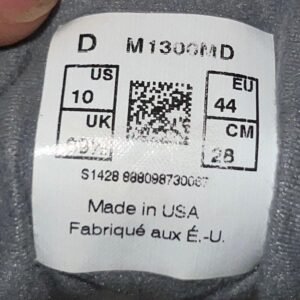 D M1300MD
US
10
UK
EU
44
CM
28
S1428 888098730067
Made in USA
Fabriqué aux É.-U.